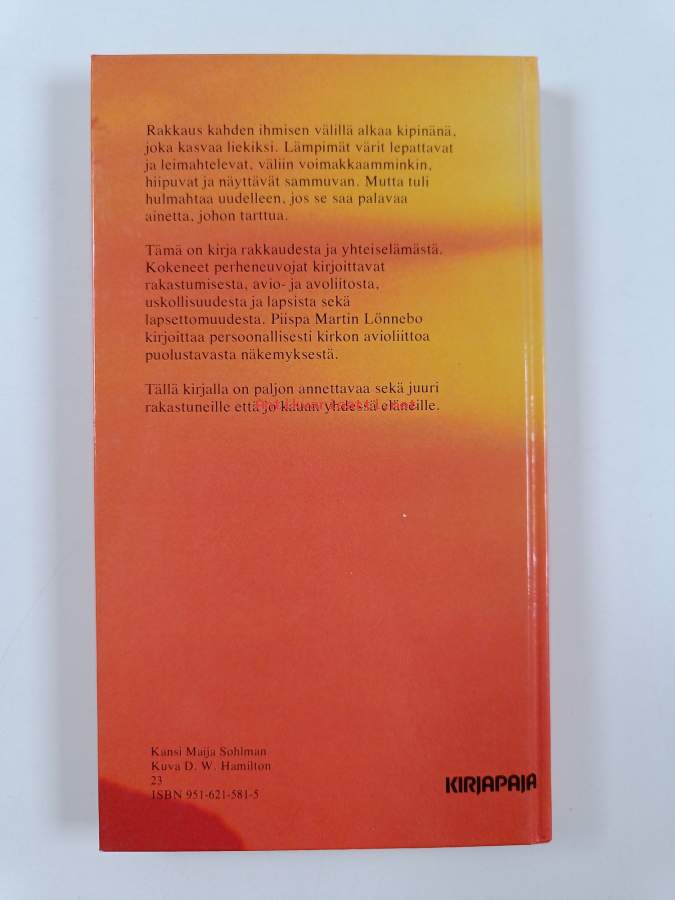 Rakkaus kahden ihmisen välillä alkaa kipinänä,
joka kasvaa liekiksi. Lämpimät värit lepattavat
ja leimahtelevat, väliin voimakkaamminkin,
hiipuvat ja näyttävät sammuvan. Mutta tuli
hulmahtaa uudelleen, jos se saa palavaa
ainetta, johon tarttua.
Tämä on kirja rakkaudesta ja yhteiselämästä.
Kokeneet perheneuvojat kirjoittavat
rakastumisesta, avio- ja avoliitosta,
uskollisuudesta ja lapsista sekä
lapsettomuudesta. Piispa Martin Lönnebo
kirjoittaa persoonallisesti kirkon avioliittoa
puolustavasta näkemyksestä.
Tällä kirjalla on paljon annettavaa sekä juuri
rakastuneille että jo kauan yhdessä eläneille.
Antikvariaatti.net
Kansi Maija Sohlman
Kuva D. W. Hamilton
23
ISBN 951-621-581-5
KIRJAPAJA